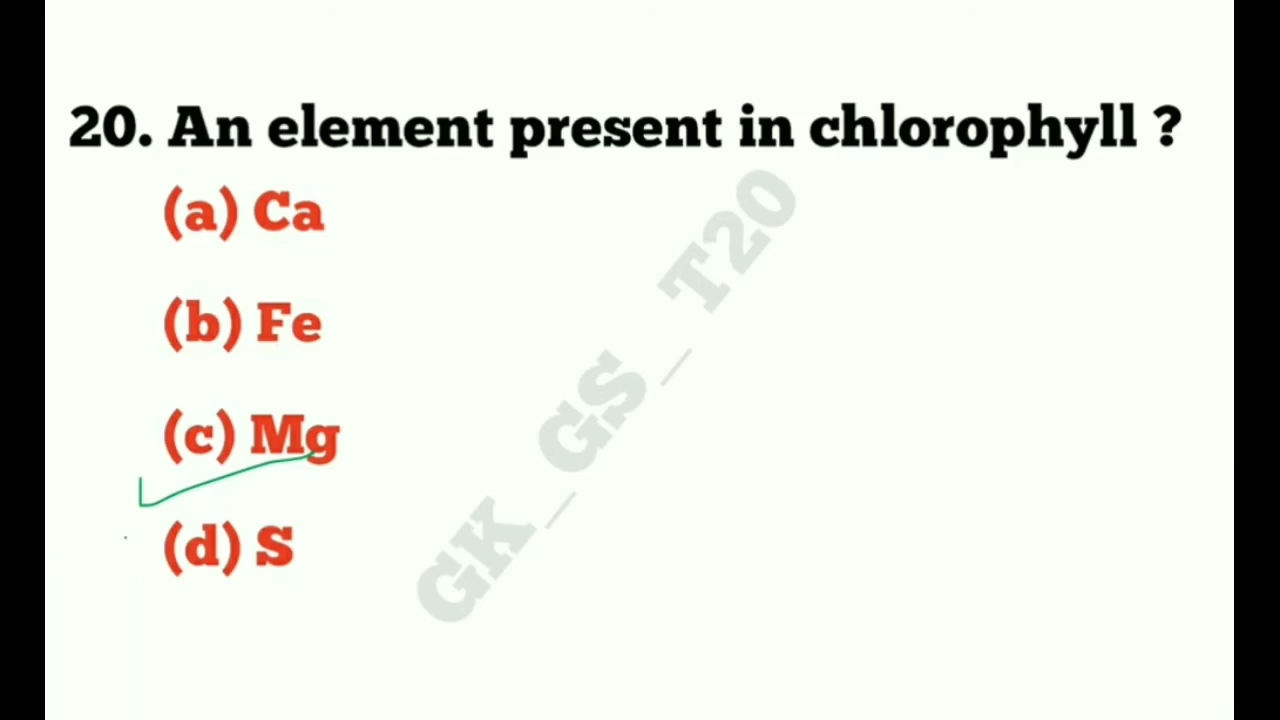 20. An element present in chlorophyll ?
(a) Ca
(b) Fe
(c) Mg
(d) S
GK_GS_T20